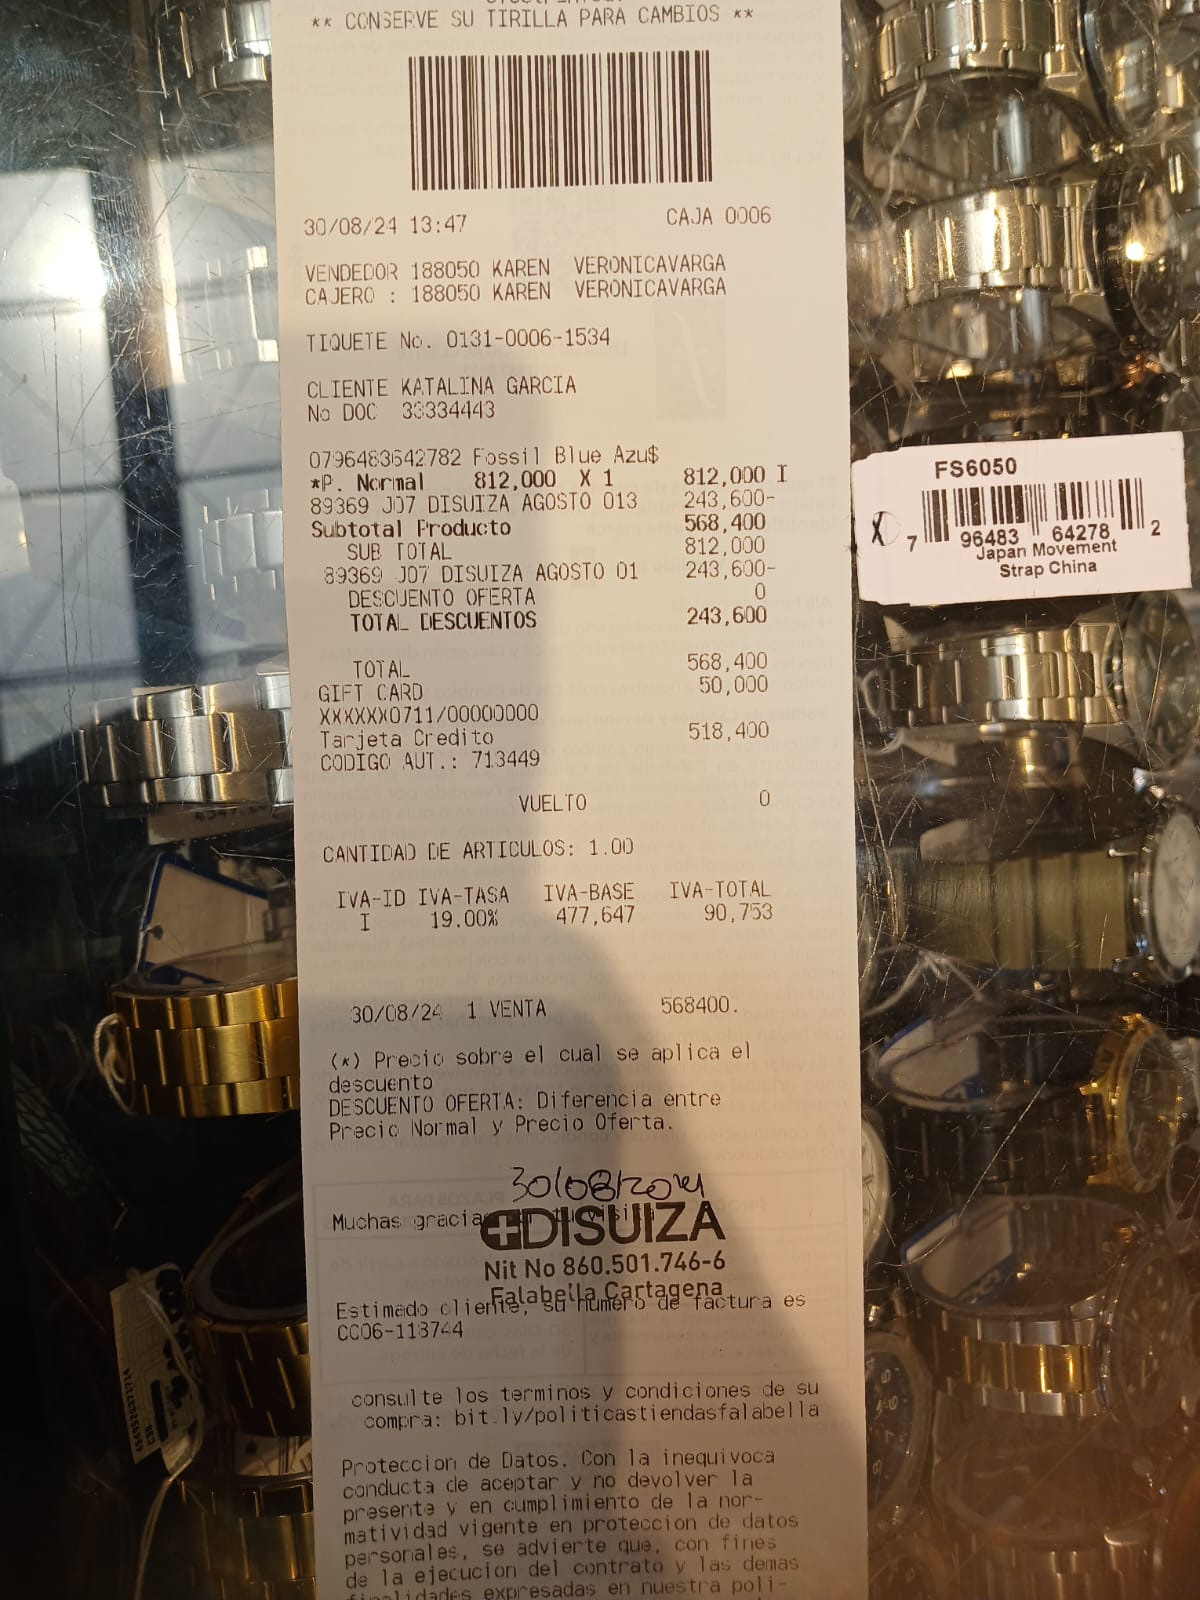 ** CONSERVE SU TIRILLA PARA CAMBIOS **
30/08/24 13:47 CAJA 0006
VENDEDOR 188050 KAREN VERONICAVARGA
CAJERO : 188050 KAREN VERONICAVARGA
TIQUETE No. 0131-0006-1534
CLIENTE KATALINA GARCIA
No DOC 33334443
0796483642782 Fossil Blue Azu$
*P. Normal 812,000 X 1 812,000 I
89369 J07 DISUIZA AGOSTO 013 243,600-
Subtotal Producto 568,400
SUB TOTAL 812,000
89369 J07 DISUIZA AGOSTO 01 243,600-
DESCUENTO OFERTA 0
TOTAL DESCUENTOS 243,600
TOTAL 568,400
GIFT CARD 50,000
XXXXXX0711/00000000
Tarjeta Credito 518,400
CODIGO AUT.: 713449
VUELTO 0
CANTIDAD DE ARTICULOS: 1.00
IVA-ID IVA-TASA IVA-BASE IVA-TOTAL
I 19.00% 477,647 90,753
30/08/24 1 VENTA 568400.
(*) Precio sobre el cual se aplica el
descuento
DESCUENTO OFERTA: Diferencia entre
Precio Normal y Precio Oferta.
30/08/2024
Muchas gracias
DISUIZA
Nit No 860.501.746-6
Falabella Cartagena
Estimado cliente, su numero de factura es
CC06-113744
consulte los terminos y condiciones de su
compra: bit.ly/politicastiendasfalabella
Proteccion de Datos. Con la inequivoca
conducta de aceptar y no devolver la
presente y en cumplimiento de la nor-
matividad vigente en proteccion de datos
personales, se advierte que, con fines
de la ejecucion del contrato y las demas
finalidades expresadas en nuestra poli-
FS6050
X
7 96483 64278 2
Japan Movement
Strap China